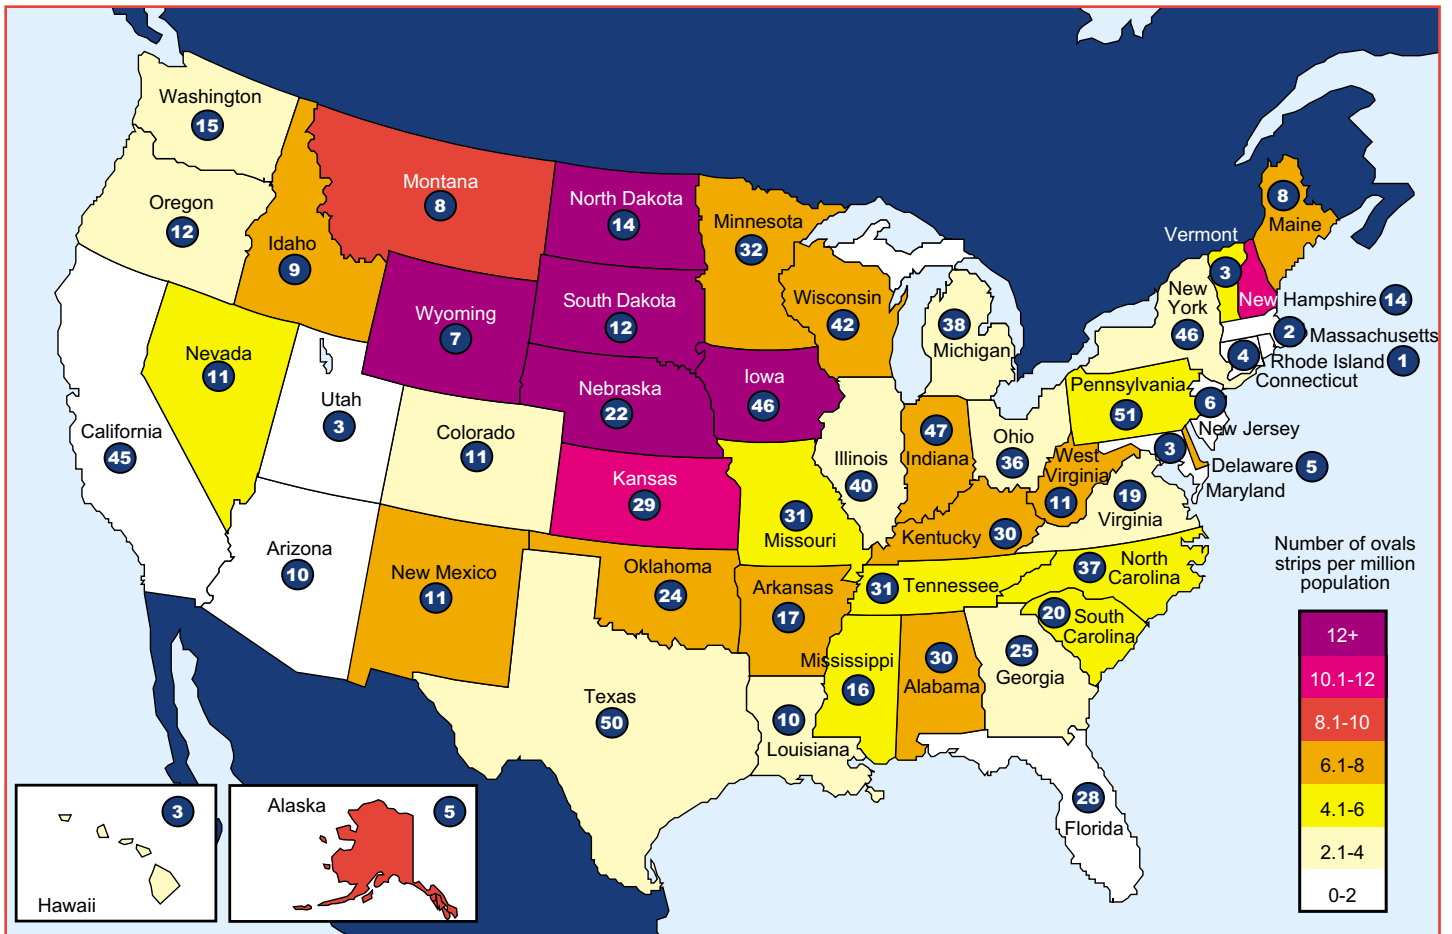 Washington
15
Oregon
12
Idaho
9
Montana
8
North Dakota
14
Minnesota
32
Wisconsin
42
South Dakota
12
Wyoming
7
Nevada
11
Utah
3
California
45
Colorado
11
Nebraska
22
Iowa
46
Kansas
29
Missouri
31
Illinois
40
Indiana
47
Michigan
38
Ohio
36
Kentucky
30
West
Virginia
11
Virginia
19
Pennsylvania
51
New
York
46
Vermont
3
Maine
8
New Hampshire
14
Massachusetts
2
Rhode Island
1
Connecticut
4
New Jersey
6
Delaware
5
Maryland
3
North
Carolina
37
South
Carolina
20
Tennessee
31
Arkansas
17
Oklahoma
24
New Mexico
11
Arizona
10
Texas
50
Louisiana
10
Mississippi
16
Alabama
30
Georgia
25
Florida
28
Hawaii
3
Alaska
5
Number of ovals
strips per million
population
12+
10.1-12
8.1-10
6.1-8
4.1-6
2.1-4
0-2